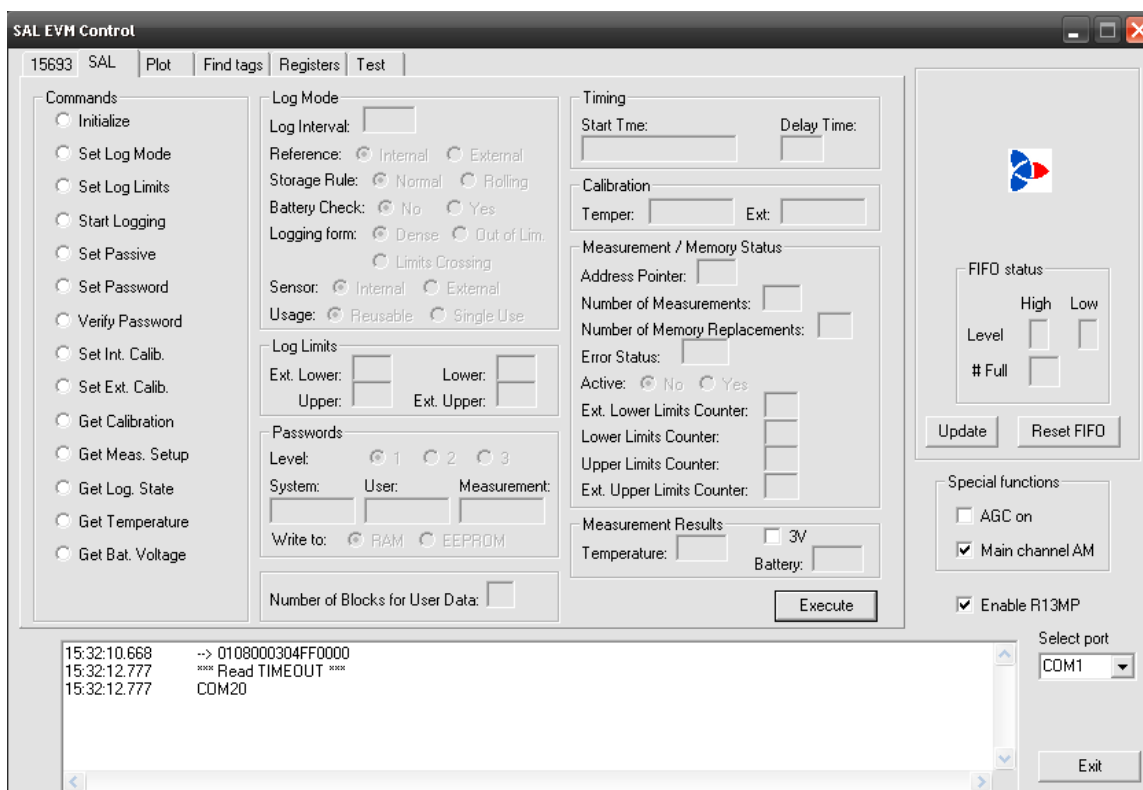 SAL EVM Control
15693 SAL Plot Find tags Registers Test
Commands
Initialize
Set Log Mode
Set Log Limits
Start Logging
Set Passive
Set Password
Verify Password
Set Int. Calib.
Set Ext. Calib.
Get Calibration
Get Meas. Setup
Get Log. State
Get Temperature
Get Bat. Voltage
Log Mode
Log Interval:
Reference: Internal External
Storage Rule: Normal Rolling
Battery Check: No Yes
Logging form: Dense Out of Lim.
Limits Crossing
Sensor: Internal External
Usage: Reusable Single Use
Log Limits
Ext. Lower: Lower:
Upper: Ext. Upper:
Passwords
Level: 1 2 3
System: User: Measurement:
Write to: RAM EEPROM
Number of Blocks for User Data:
Timing
Start Tme: Delay Time:
Calibration
Temper: Ext:
Measurement / Memory Status
Address Pointer:
Number of Measurements:
Number of Memory Replacements:
Error Status:
Active: No Yes
Ext. Lower Limits Counter:
Lower Limits Counter:
Upper Limits Counter:
Ext. Upper Limits Counter:
Measurement Results
3V
Temperature:
Battery:
Execute
FIFO status
High Low
Level
# Full
Update Reset FIFO
Special functions
AGC on
Main channel AM
Enable R13MP
Select port
COM1
Exit
15:32:10.668 --> 0108000304FF0000
15:32:12.777 *** Read TIMEOUT ***
15:32:12.777 COM20